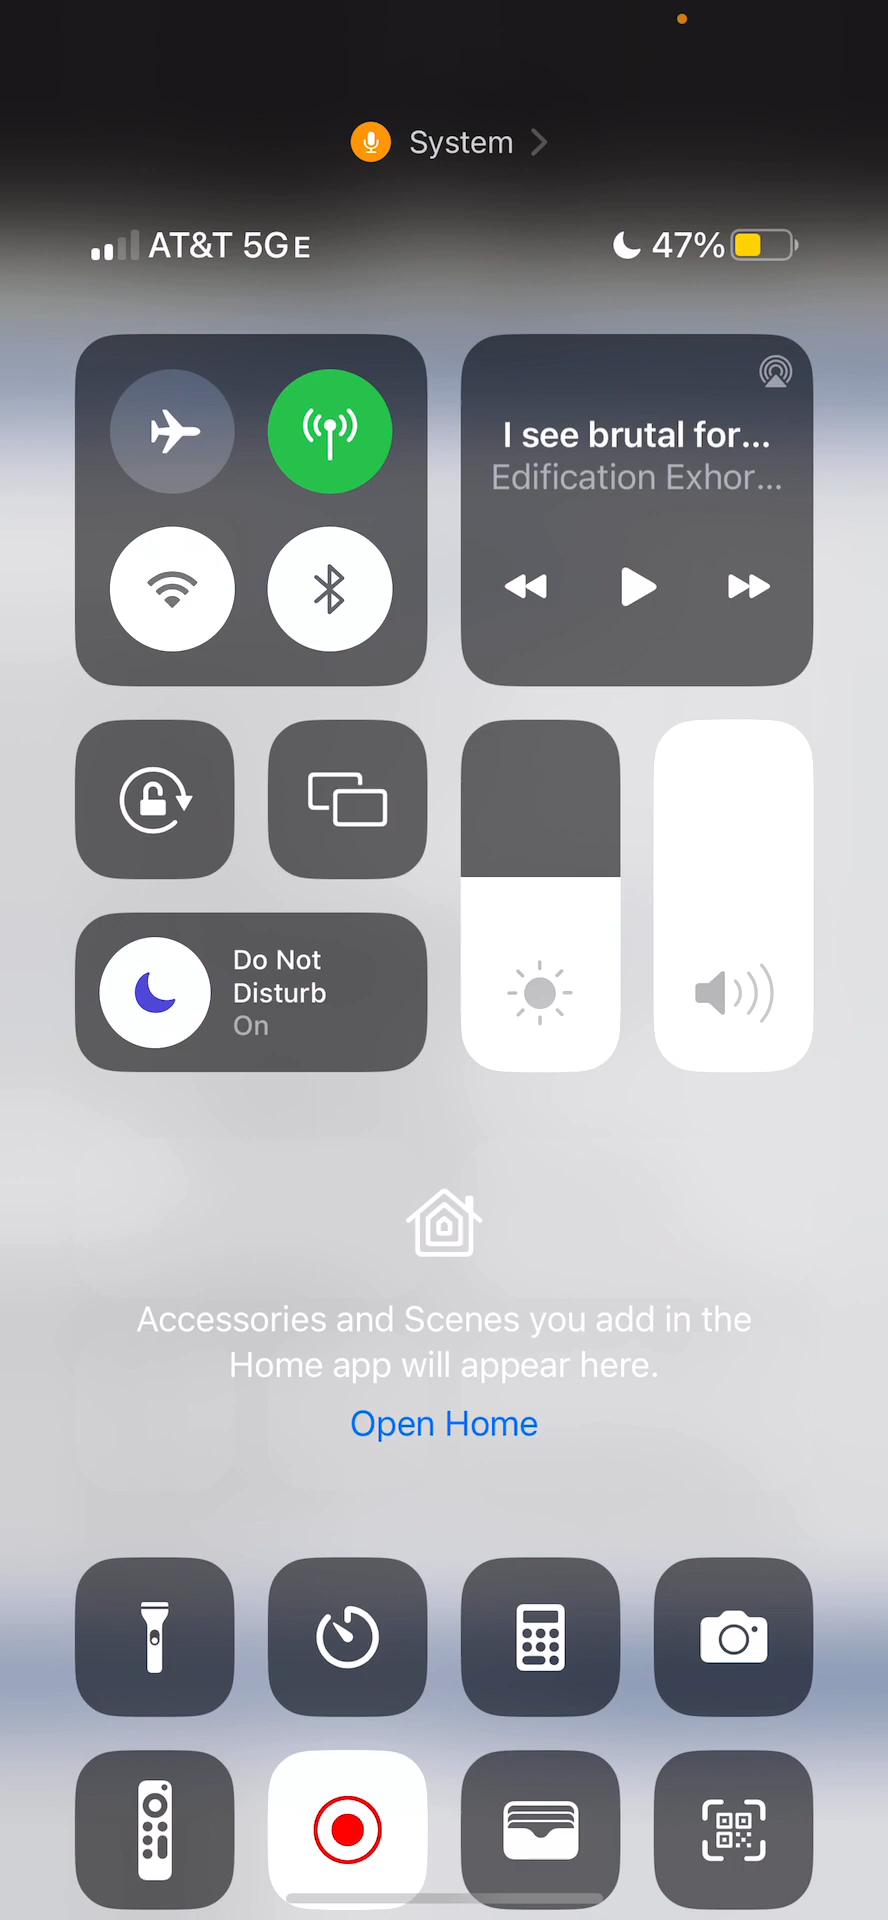 System
AT&T 5GE
47%
I see brutal for...
Edification Exhor...
Do Not
Disturb
On
Accessories and Scenes you add in the
Home app will appear here.
Open Home